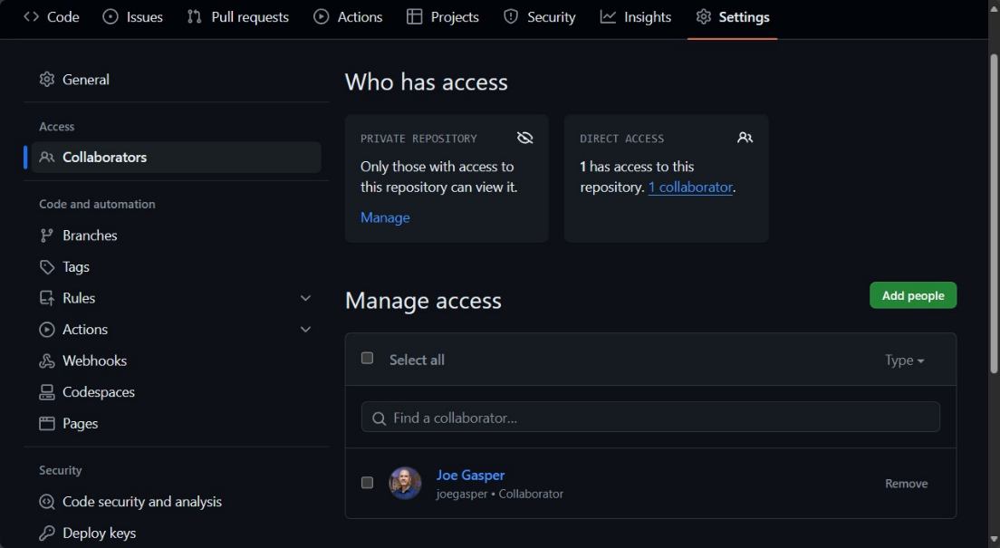 Code Issues Pull requests Actions Projects Security Insights Settings
General
Access
Collaborators
Code and automation
Branches
Tags
Rules
Actions
Webhooks
Codespaces
Pages
Security
Code security and analysis
Deploy keys
Who has access
PRIVATE REPOSITORY
Only those with access to
this repository can view it.
Manage
DIRECT ACCESS
1 has access to this
repository. 1 collaborator.
Manage access
Add people
Select all
Type
Find a collaborator...
Joe Gasper
joegasper • Collaborator
Remove